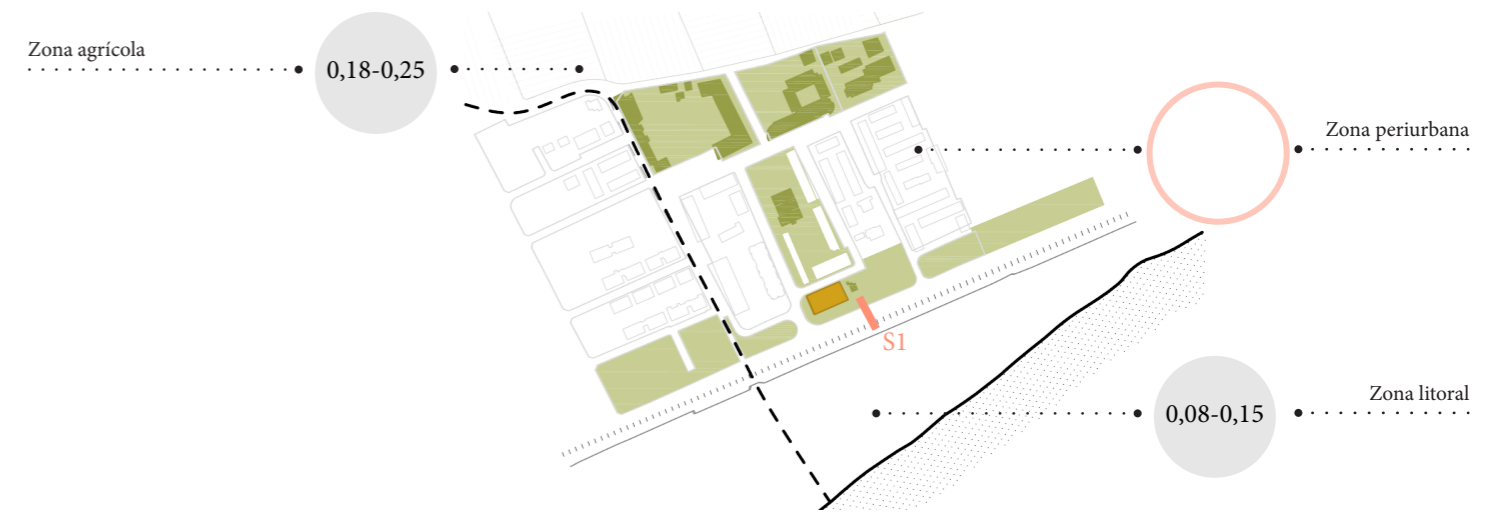 Zona agrícola
0,18-0,25
Zona periurbana
S1
Zona litoral
0,08-0,15